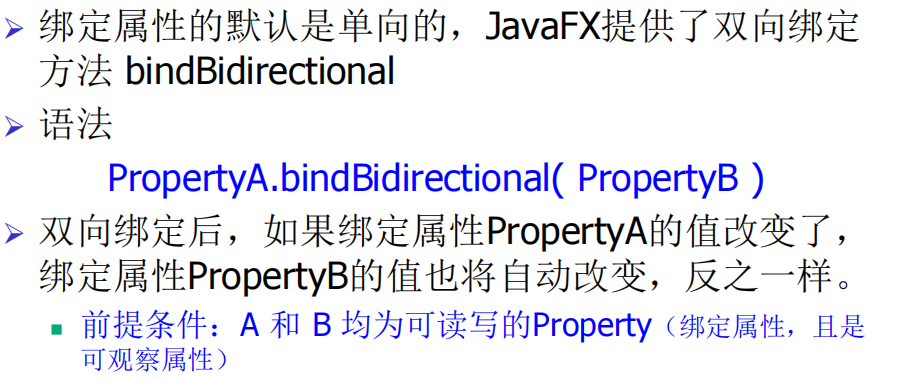 绑定属性的默认是单向的，JavaFX提供了双向绑定
方法 bindBidirectional
语法
PropertyA.bindBidirectional( PropertyB )
双向绑定后，如果绑定属性PropertyA的值改变了，
绑定属性PropertyB的值也将自动改变，反之一样。
前提条件：A 和 B 均为可读写的Property（绑定属性，且是
可观察属性）